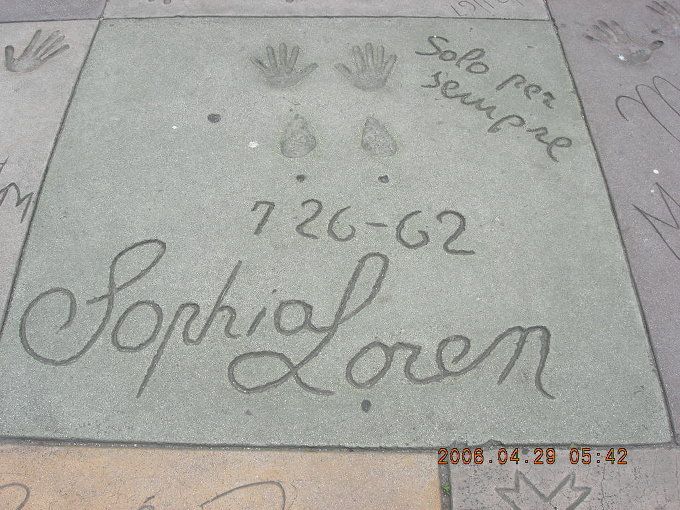 Solo per
sempre
7 26-62
Sophia Loren
2006.04.29 05:42